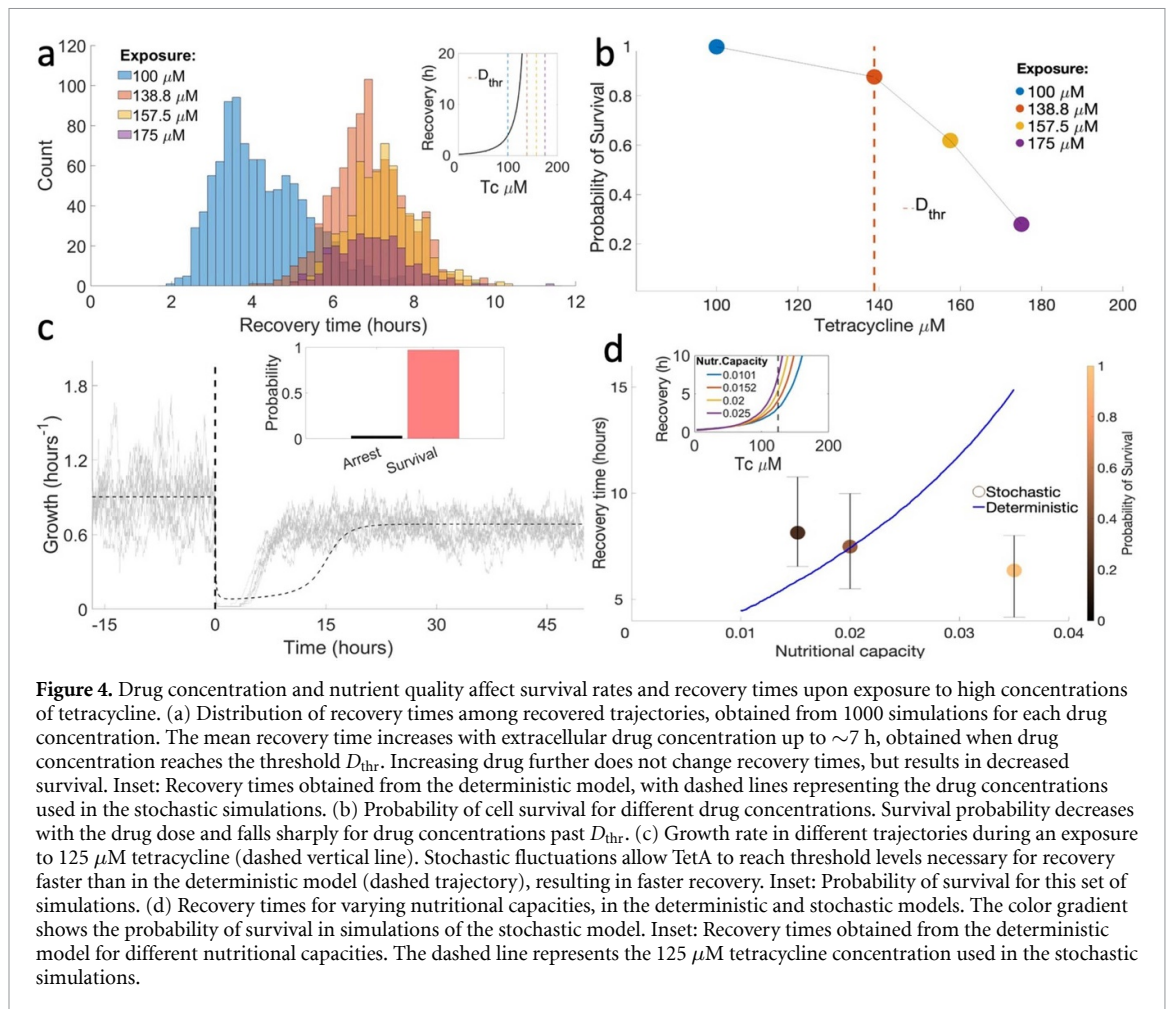 a
120
100
80
60
40
20
0
Count
0 2 4 6 8 10 12
Recovery time (hours)
Exposure:
100 μM
138.8 μM
157.5 μM
175 μM
20
10
0
Recovery (h)
D thr
0 100 200
Tc μM
b
1
0.8
0.6
0.4
0.2
Probability of Survival
Exposure:
100 μM
138.8 μM
157.5 μM
175 μM
--D thr
100 120 140 160 180 200
Tetracycline μM
c
1.8
1.2
0.6
0
Growth (hours-1)
-15 0 15 30 45
Time (hours)
1
0.5
0
Probability
Arrest Survival
d
15
10
5
Recovery time (hours)
0 0.01 0.02 0.03 0.04
Nutritional capacity
10
5
0
Recovery (h)
Nutr.Capacity
0.0101
0.0152
0.02
0.025
0 100 200
Tc μM
Stochastic
Deterministic
1
0.8
0.6
0.4
0.2
0
Probability of Survival
Figure 4. Drug concentration and nutrient quality affect survival rates and recovery times upon exposure to high concentrations
of tetracycline. (a) Distribution of recovery times among recovered trajectories, obtained from 1000 simulations for each drug
concentration. The mean recovery time increases with extracellular drug concentration up to ∼7 h, obtained when drug
concentration reaches the threshold Dthr. Increasing drug further does not change recovery times, but results in decreased
survival. Inset: Recovery times obtained from the deterministic model, with dashed lines representing the drug concentrations
used in the stochastic simulations. (b) Probability of cell survival for different drug concentrations. Survival probability decreases
with the drug dose and falls sharply for drug concentrations past Dthr. (c) Growth rate in different trajectories during an exposure
to 125 μM tetracycline (dashed vertical line). Stochastic fluctuations allow TetA to reach threshold levels necessary for recovery
faster than in the deterministic model (dashed trajectory), resulting in faster recovery. Inset: Probability of survival for this set of
simulations. (d) Recovery times for varying nutritional capacities, in the deterministic and stochastic models. The color gradient
shows the probability of survival in simulations of the stochastic model. Inset: Recovery times obtained from the deterministic
model for different nutritional capacities. The dashed line represents the 125 μM tetracycline concentration used in the stochastic
simulations.